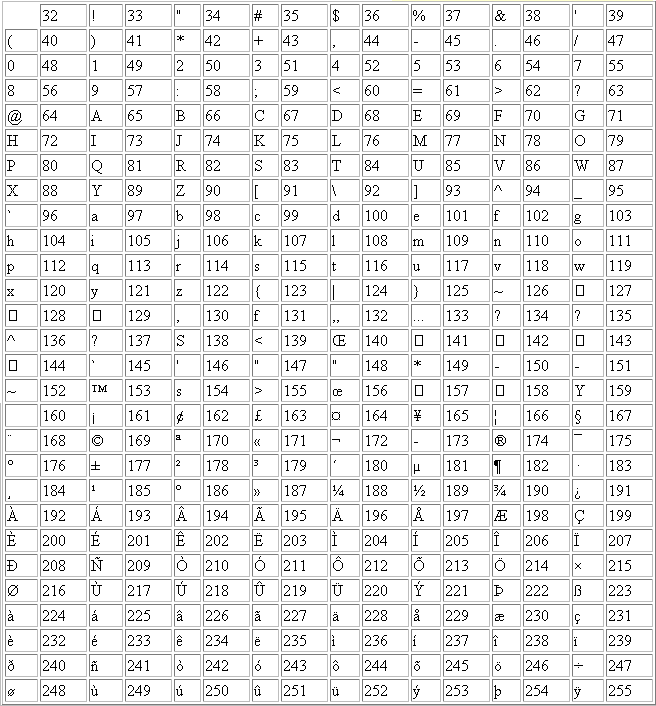 32 ! 33 " 34 # 35 $ 36 % 37 & 38 ' 39
( 40 ) 41 * 42 + 43 , 44 - 45 . 46 / 47
0 48 1 49 2 50 3 51 4 52 5 53 6 54 7 55
8 56 9 57 : 58 ; 59 < 60 = 61 > 62 ? 63
@ 64 A 65 B 66 C 67 D 68 E 69 F 70 G 71
H 72 I 73 J 74 K 75 L 76 M 77 N 78 O 79
P 80 Q 81 R 82 S 83 T 84 U 85 V 86 W 87
X 88 Y 89 Z 90 [ 91 \ 92 ] 93 ^ 94 _ 95
` 96 a 97 b 98 c 99 d 100 e 101 f 102 g 103
h 104 i 105 j 106 k 107 l 108 m 109 n 110 o 111
p 112 q 113 r 114 s 115 t 116 u 117 v 118 w 119
x 120 y 121 z 122 { 123 | 124 } 125 ~ 126 □ 127
□ 128 □ 129 , 130 f 131 ,, 132 ... 133 ? 134 ? 135
^ 136 ? 137 S 138 < 139 Œ 140 □ 141 □ 142 □ 143
□ 144 ` 145 ' 146 " 147 " 148 * 149 - 150 - 151
~ 152 ™ 153 s 154 > 155 œ 156 □ 157 □ 158 Y 159
160 ¡ 161 ¢ 162 £ 163 ¤ 164 ¥ 165 ¦ 166 § 167
¨ 168 © 169 ª 170 « 171 ¬ 172 - 173 ® 174 ¯ 175
° 176 ± 177 ² 178 ³ 179 ´ 180 µ 181 ¶ 182 · 183
¸ 184 ¹ 185 º 186 » 187 ¼ 188 ½ 189 ¾ 190 ¿ 191
À 192 Á 193 Â 194 Ã 195 Ä 196 Å 197 Æ 198 Ç 199
È 200 É 201 Ê 202 Ë 203 Ì 204 Í 205 Î 206 Ï 207
Ð 208 Ñ 209 Ò 210 Ó 211 Ô 212 Õ 213 Ö 214 × 215
Ø 216 Ù 217 Ú 218 Û 219 Ü 220 Ý 221 Þ 222 ß 223
à 224 á 225 â 226 ã 227 ä 228 å 229 æ 230 ç 231
è 232 é 233 ê 234 ë 235 ì 236 í 237 î 238 ï 239
ð 240 ñ 241 ò 242 ó 243 ô 244 õ 245 ö 246 ÷ 247
ø 248 ù 249 ú 250 û 251 ü 252 ý 253 þ 254 ÿ 255